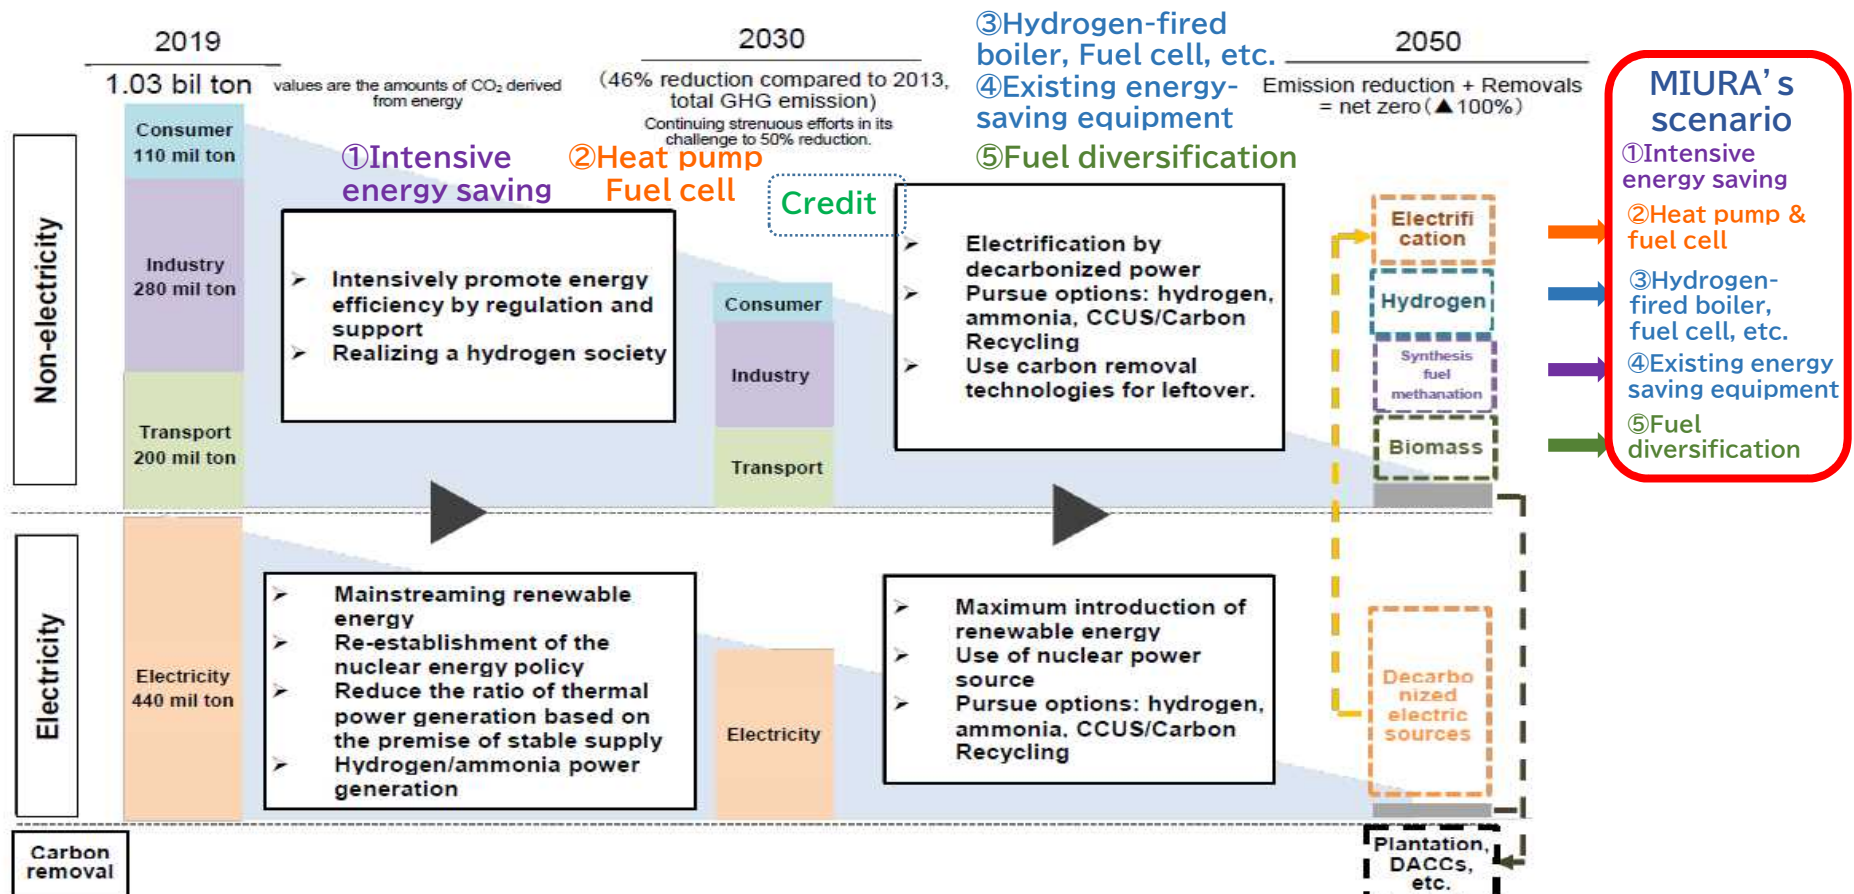 2019
1.03 bil ton
values are the amounts of CO₂ derived
from energy
2030
(46% reduction compared to 2013,
total GHG emission)
Continuing strenuous efforts in its
challenge to 50% reduction.
③Hydrogen-fired
boiler, Fuel cell, etc.
④Existing energy-
saving equipment
⑤Fuel diversification
2050
Emission reduction + Removals
= net zero(▲100%)
①Intensive
energy saving
②Heat pump
Fuel cell
Credit
MIURA's
scenario
①Intensive
energy saving
②Heat pump &
fuel cell
③Hydrogen-
fired boiler,
fuel cell, etc.
④Existing energy
saving equipment
⑤Fuel
diversification
Non-electricity
Consumer
110 mil ton
Industry
280 mil ton
Transport
200 mil ton
➢ Intensively promote energy
efficiency by regulation and
support
➢ Realizing a hydrogen society
Consumer
Industry
Transport
➢ Electrification by
decarbonized power
➢ Pursue options: hydrogen,
ammonia, CCUS/Carbon
Recycling
➢ Use carbon removal
technologies for leftover.
Electrifi
cation
Hydrogen
Synthesis
fuel
methanation
Biomass
Electricity
Electricity
440 mil ton
➢ Mainstreaming renewable
energy
➢ Re-establishment of the
nuclear energy policy
➢ Reduce the ratio of thermal
power generation based on
the premise of stable supply
➢ Hydrogen/ammonia power
generation
Electricity
➢ Maximum introduction of
renewable energy
➢ Use of nuclear power
source
➢ Pursue options: hydrogen,
ammonia, CCUS/Carbon
Recycling
Decarbo
nized
electric
sources
Carbon
removal
Plantation,
DACCs,
etc.